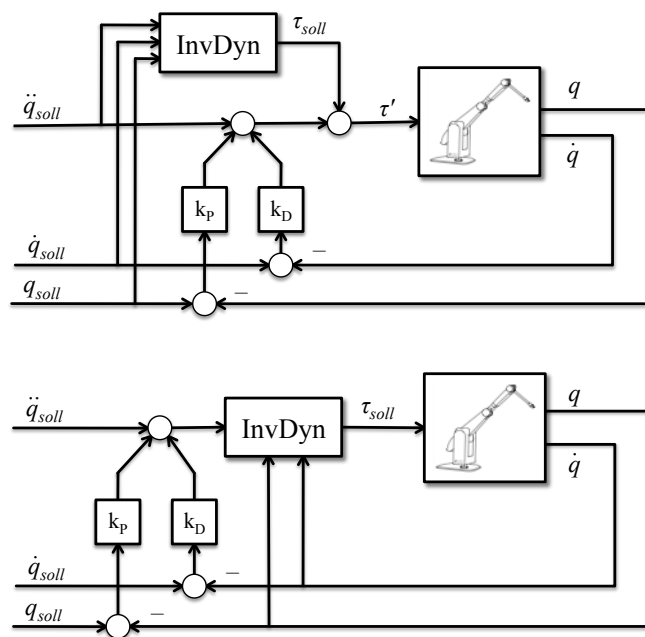 InvDyn
τ_soll
q̈_soll
τ'
q
q̇
k_P
k_D
q̇_soll
−
q_soll
−
q̈_soll
InvDyn
τ_soll
q
q̇
k_P
k_D
q̇_soll
−
q_soll
−